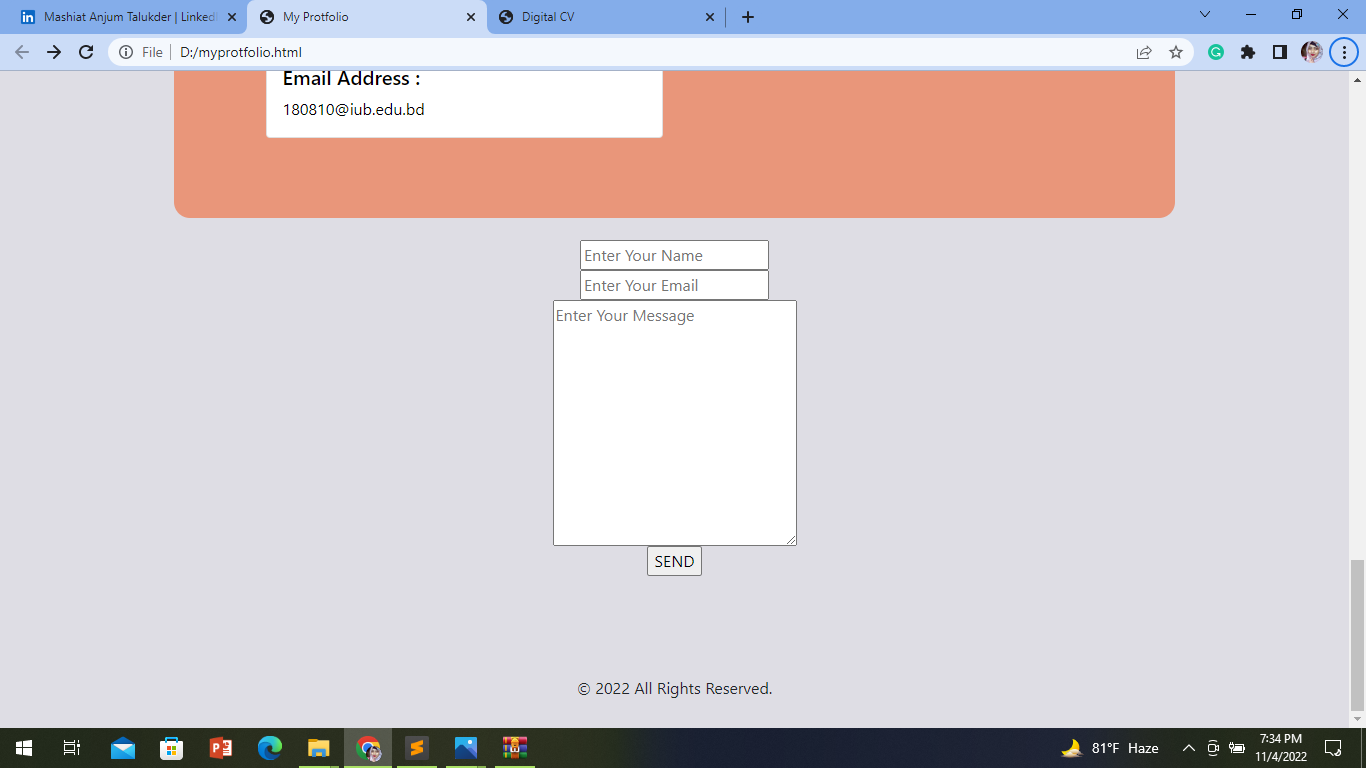 Mashiat Anjum Talukder | Linked
My Protfolio
Digital CV
File
D:/myprotfolio.html
Email Address :
180810@iub.edu.bd
Enter Your Name
Enter Your Email
Enter Your Message
SEND
© 2022 All Rights Reserved.
81°F Haze
7:34 PM
11/4/2022